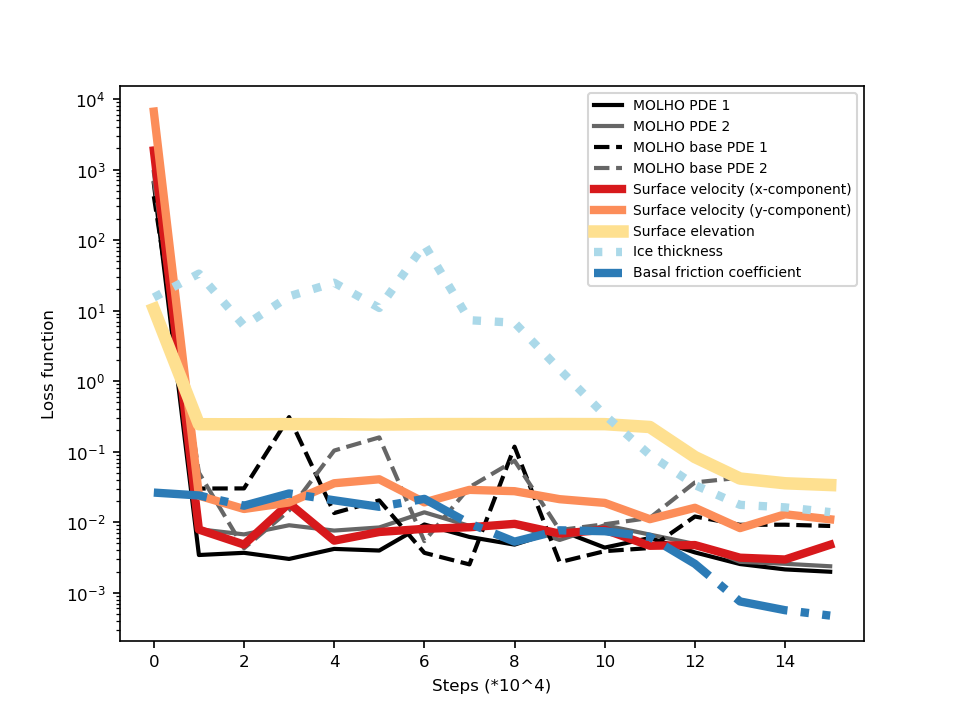 10^4
10^3
10^2
10^1
10^0
10^−1
10^−2
10^−3
Loss function
MOLHO PDE 1
MOLHO PDE 2
MOLHO base PDE 1
MOLHO base PDE 2
Surface velocity (x-component)
Surface velocity (y-component)
Surface elevation
Ice thickness
Basal friction coefficient
0 2 4 6 8 10 12 14
Steps (*10^4)